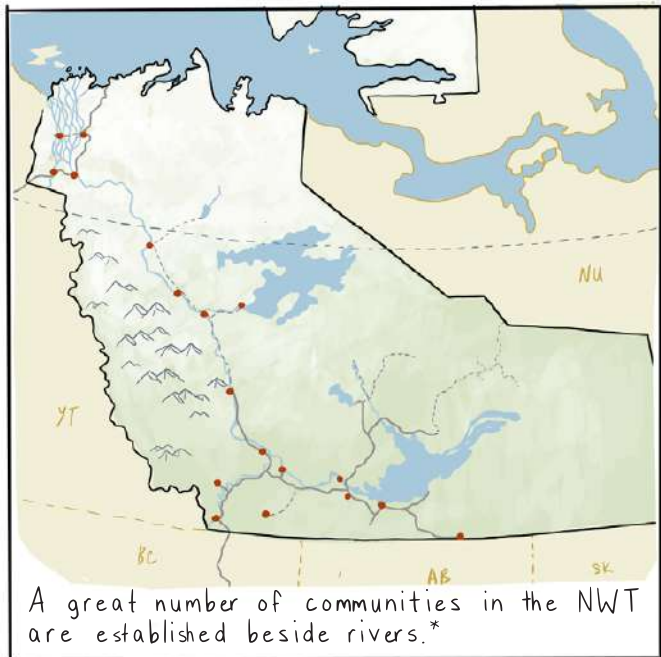 NU
YT
BC
AB
SK
A great number of communities in the NWT
are established beside rivers.*